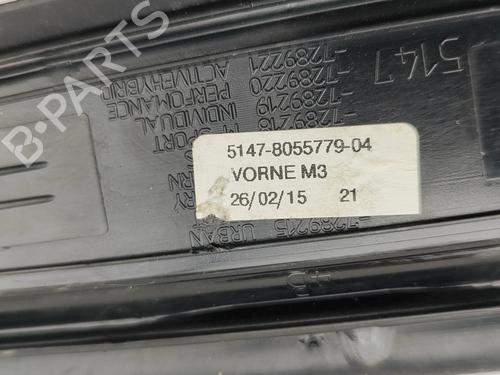 5147-8055779-04
VORNE M3
26/02/15 21
5147
-7289221 ACTIVEHYBRID
-7289220 PERFOMANCE
-7289219 INDIVIDUAL
-7289218 M SPORT
-7289215 URBAN
B-PARTS